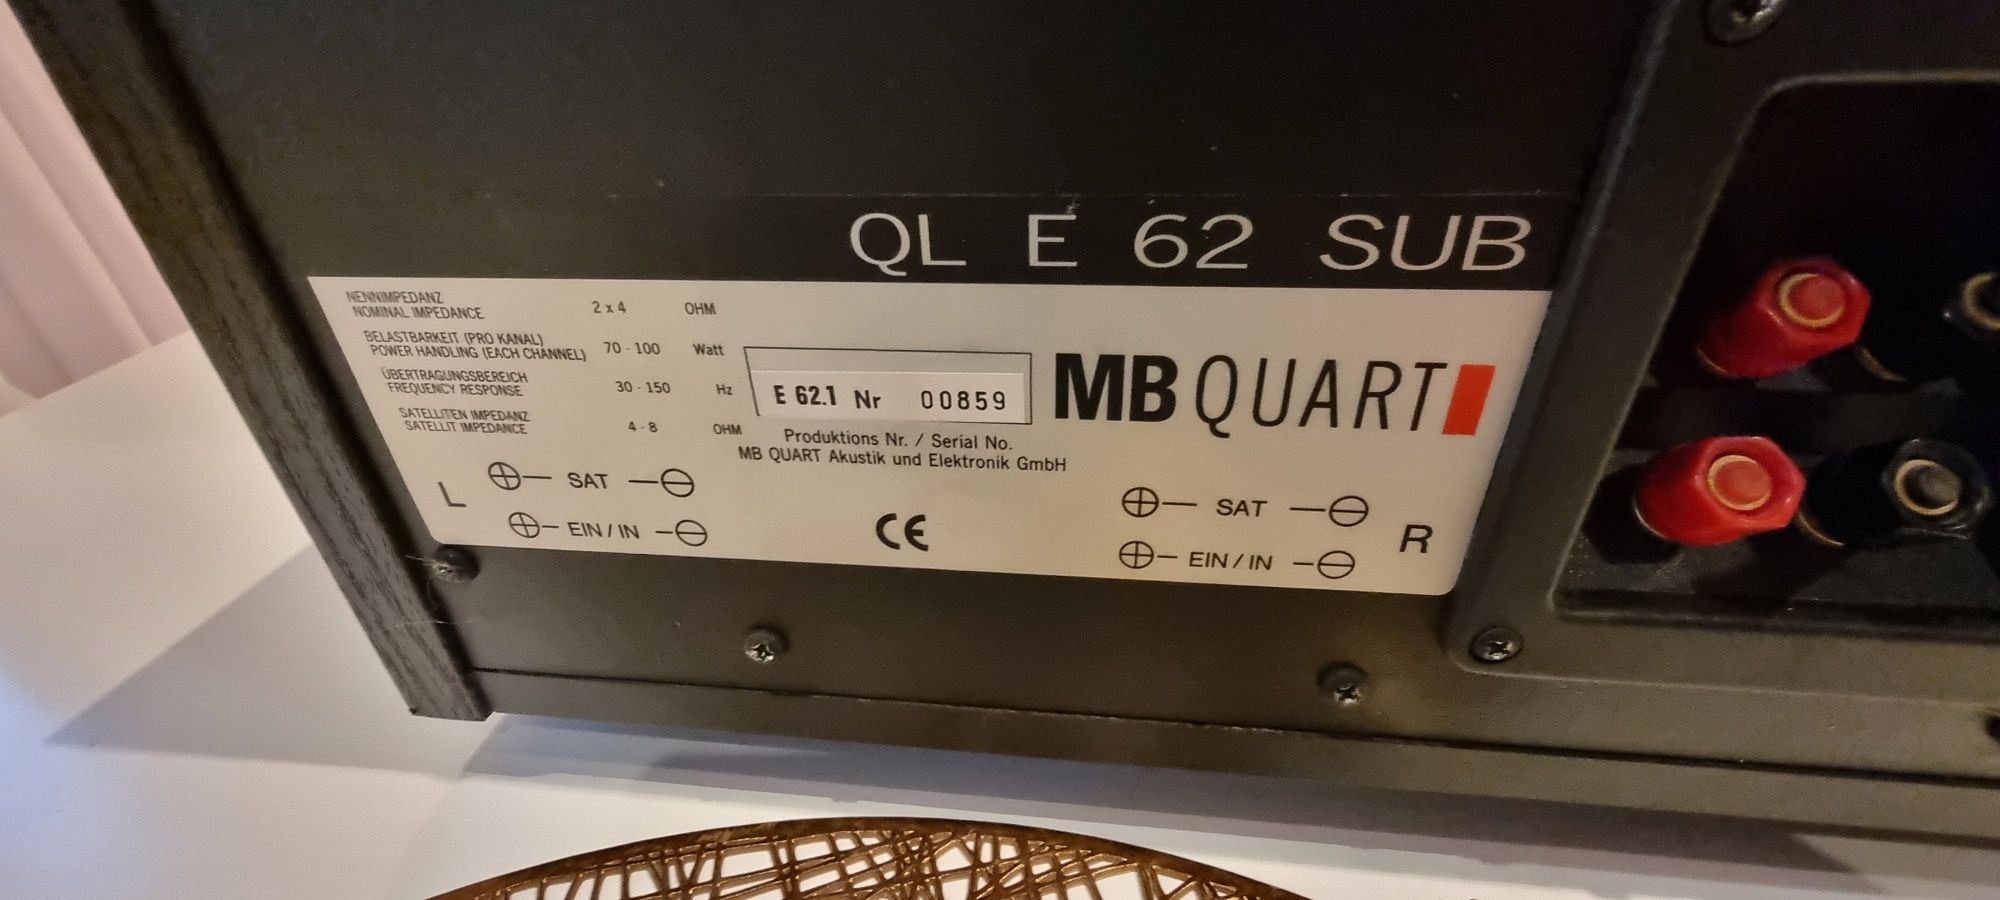 QL E 62 SUB
NENNIMPEDANZ
NOMINAL IMPEDANCE 2 x 4 OHM
BELASTBARKEIT (PRO KANAL)
POWER HANDLING (EACH CHANNEL) 70 - 100 Watt
ÜBERTRAGUNGSBEREICH
FREQUENCY RESPONSE 30 - 150 Hz
SATELLITEN IMPEDANZ
SATELLIT IMPEDANCE 4 - 8 OHM
E 62.1 Nr 00859
Produktions Nr. / Serial No.
MB QUART Akustik und Elektronik GmbH
MB QUART
L
⊕— SAT —⊖
⊕— EIN / IN —⊖
CE
⊕— SAT —⊖
⊕— EIN / IN —⊖
R